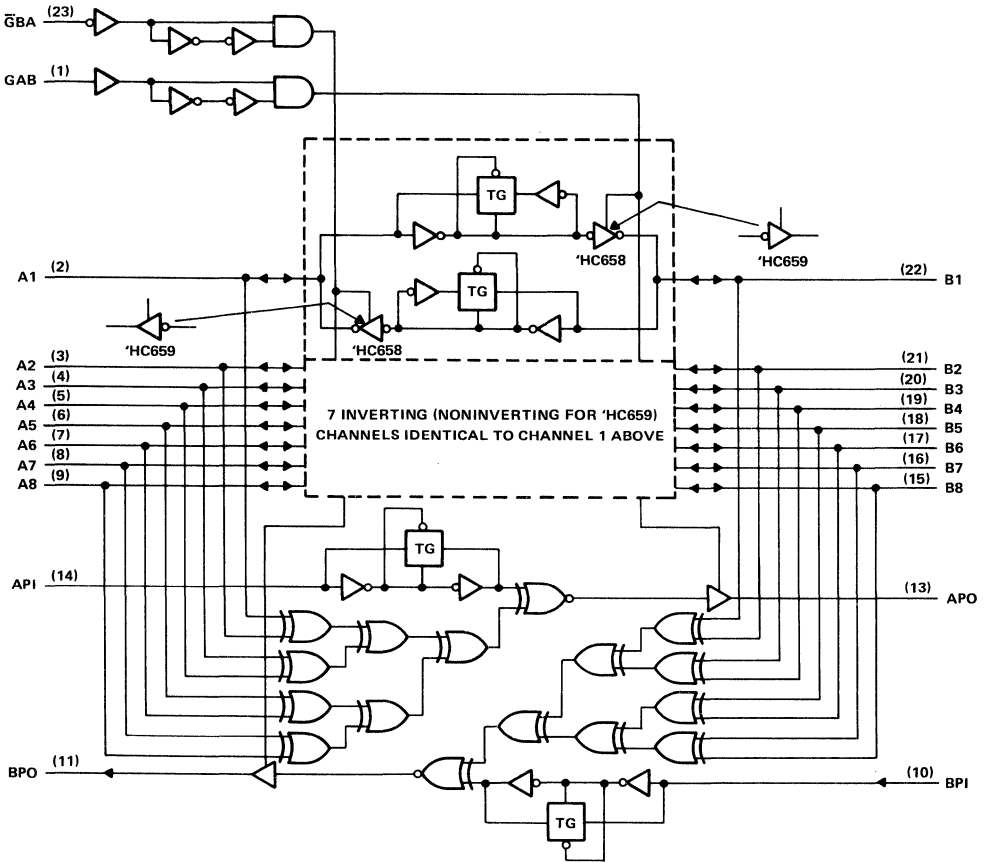 G̅BA (23)
GAB (1)
TG
'HC658
'HC659
A1 (2)
(22) B1
TG
'HC659
'HC658
A2 (3)
A3 (4)
A4 (5)
A5 (6)
A6 (7)
A7 (8)
A8 (9)
7 INVERTING (NONINVERTING FOR 'HC659)
CHANNELS IDENTICAL TO CHANNEL 1 ABOVE
(21) B2
(20) B3
(19) B4
(18) B5
(17) B6
(16) B7
(15) B8
TG
API (14)
(13) APO
BPO (11)
(10) BPI
TG